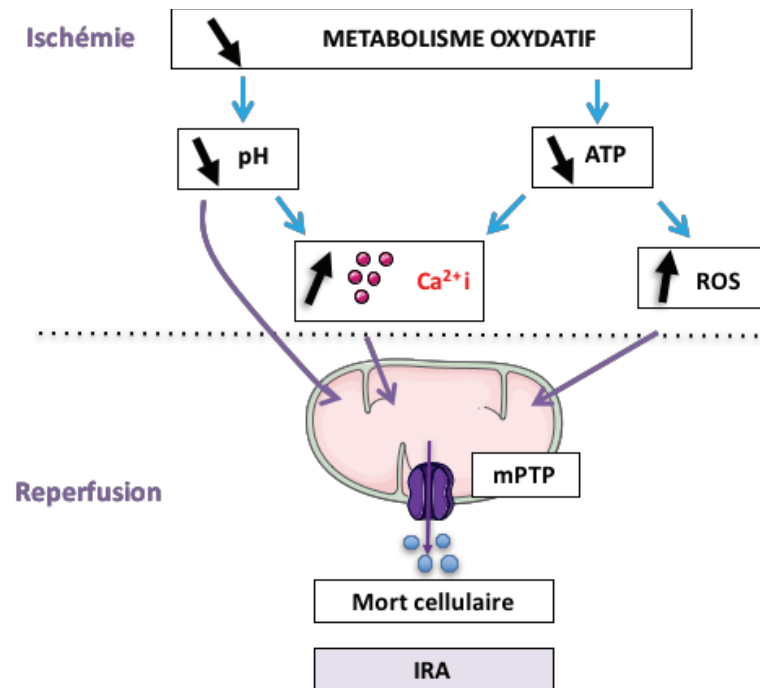 Ischémie
METABOLISME OXYDATIF
pH
ATP
Ca²⁺i
ROS
Reperfusion
mPTP
Mort cellulaire
IRA